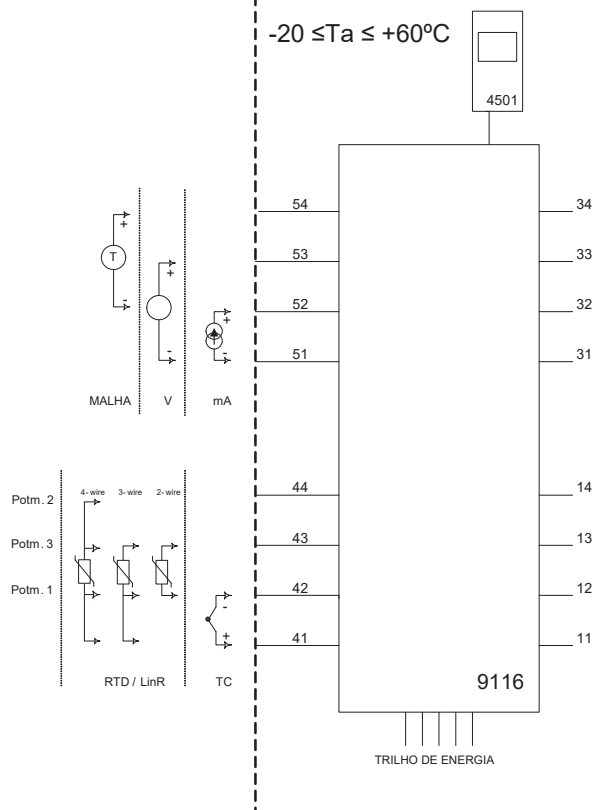 -20 ≤Ta ≤ +60ºC
4501
54
34
+
T
53
33
+
-
52
32
+
51
31
-
-
MALHA
V
mA
4-wire
3-wire
2-wire
44
14
Potm. 2
Potm. 3
43
13
Potm. 1
42
12
-
+
41
11
RTD / LinR
TC
9116
TRILHO DE ENERGIA